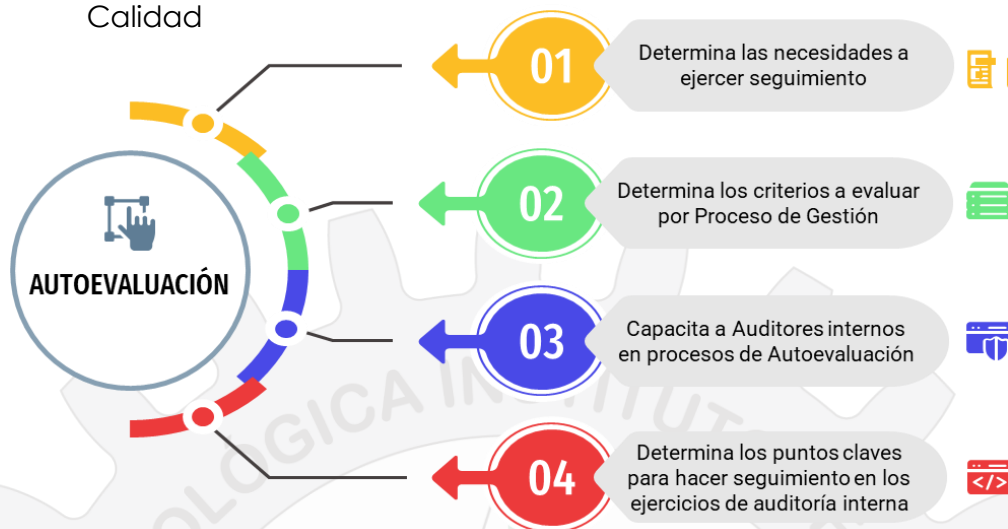 Calidad
01
Determina las necesidades a
ejercer seguimiento
02
Determina los criterios a evaluar
por Proceso de Gestión
AUTOEVALUACIÓN
03
Capacita a Auditores internos
en procesos de Autoevaluación
04
Determina los puntos claves
para hacer seguimiento en los
ejercicios de auditoría interna